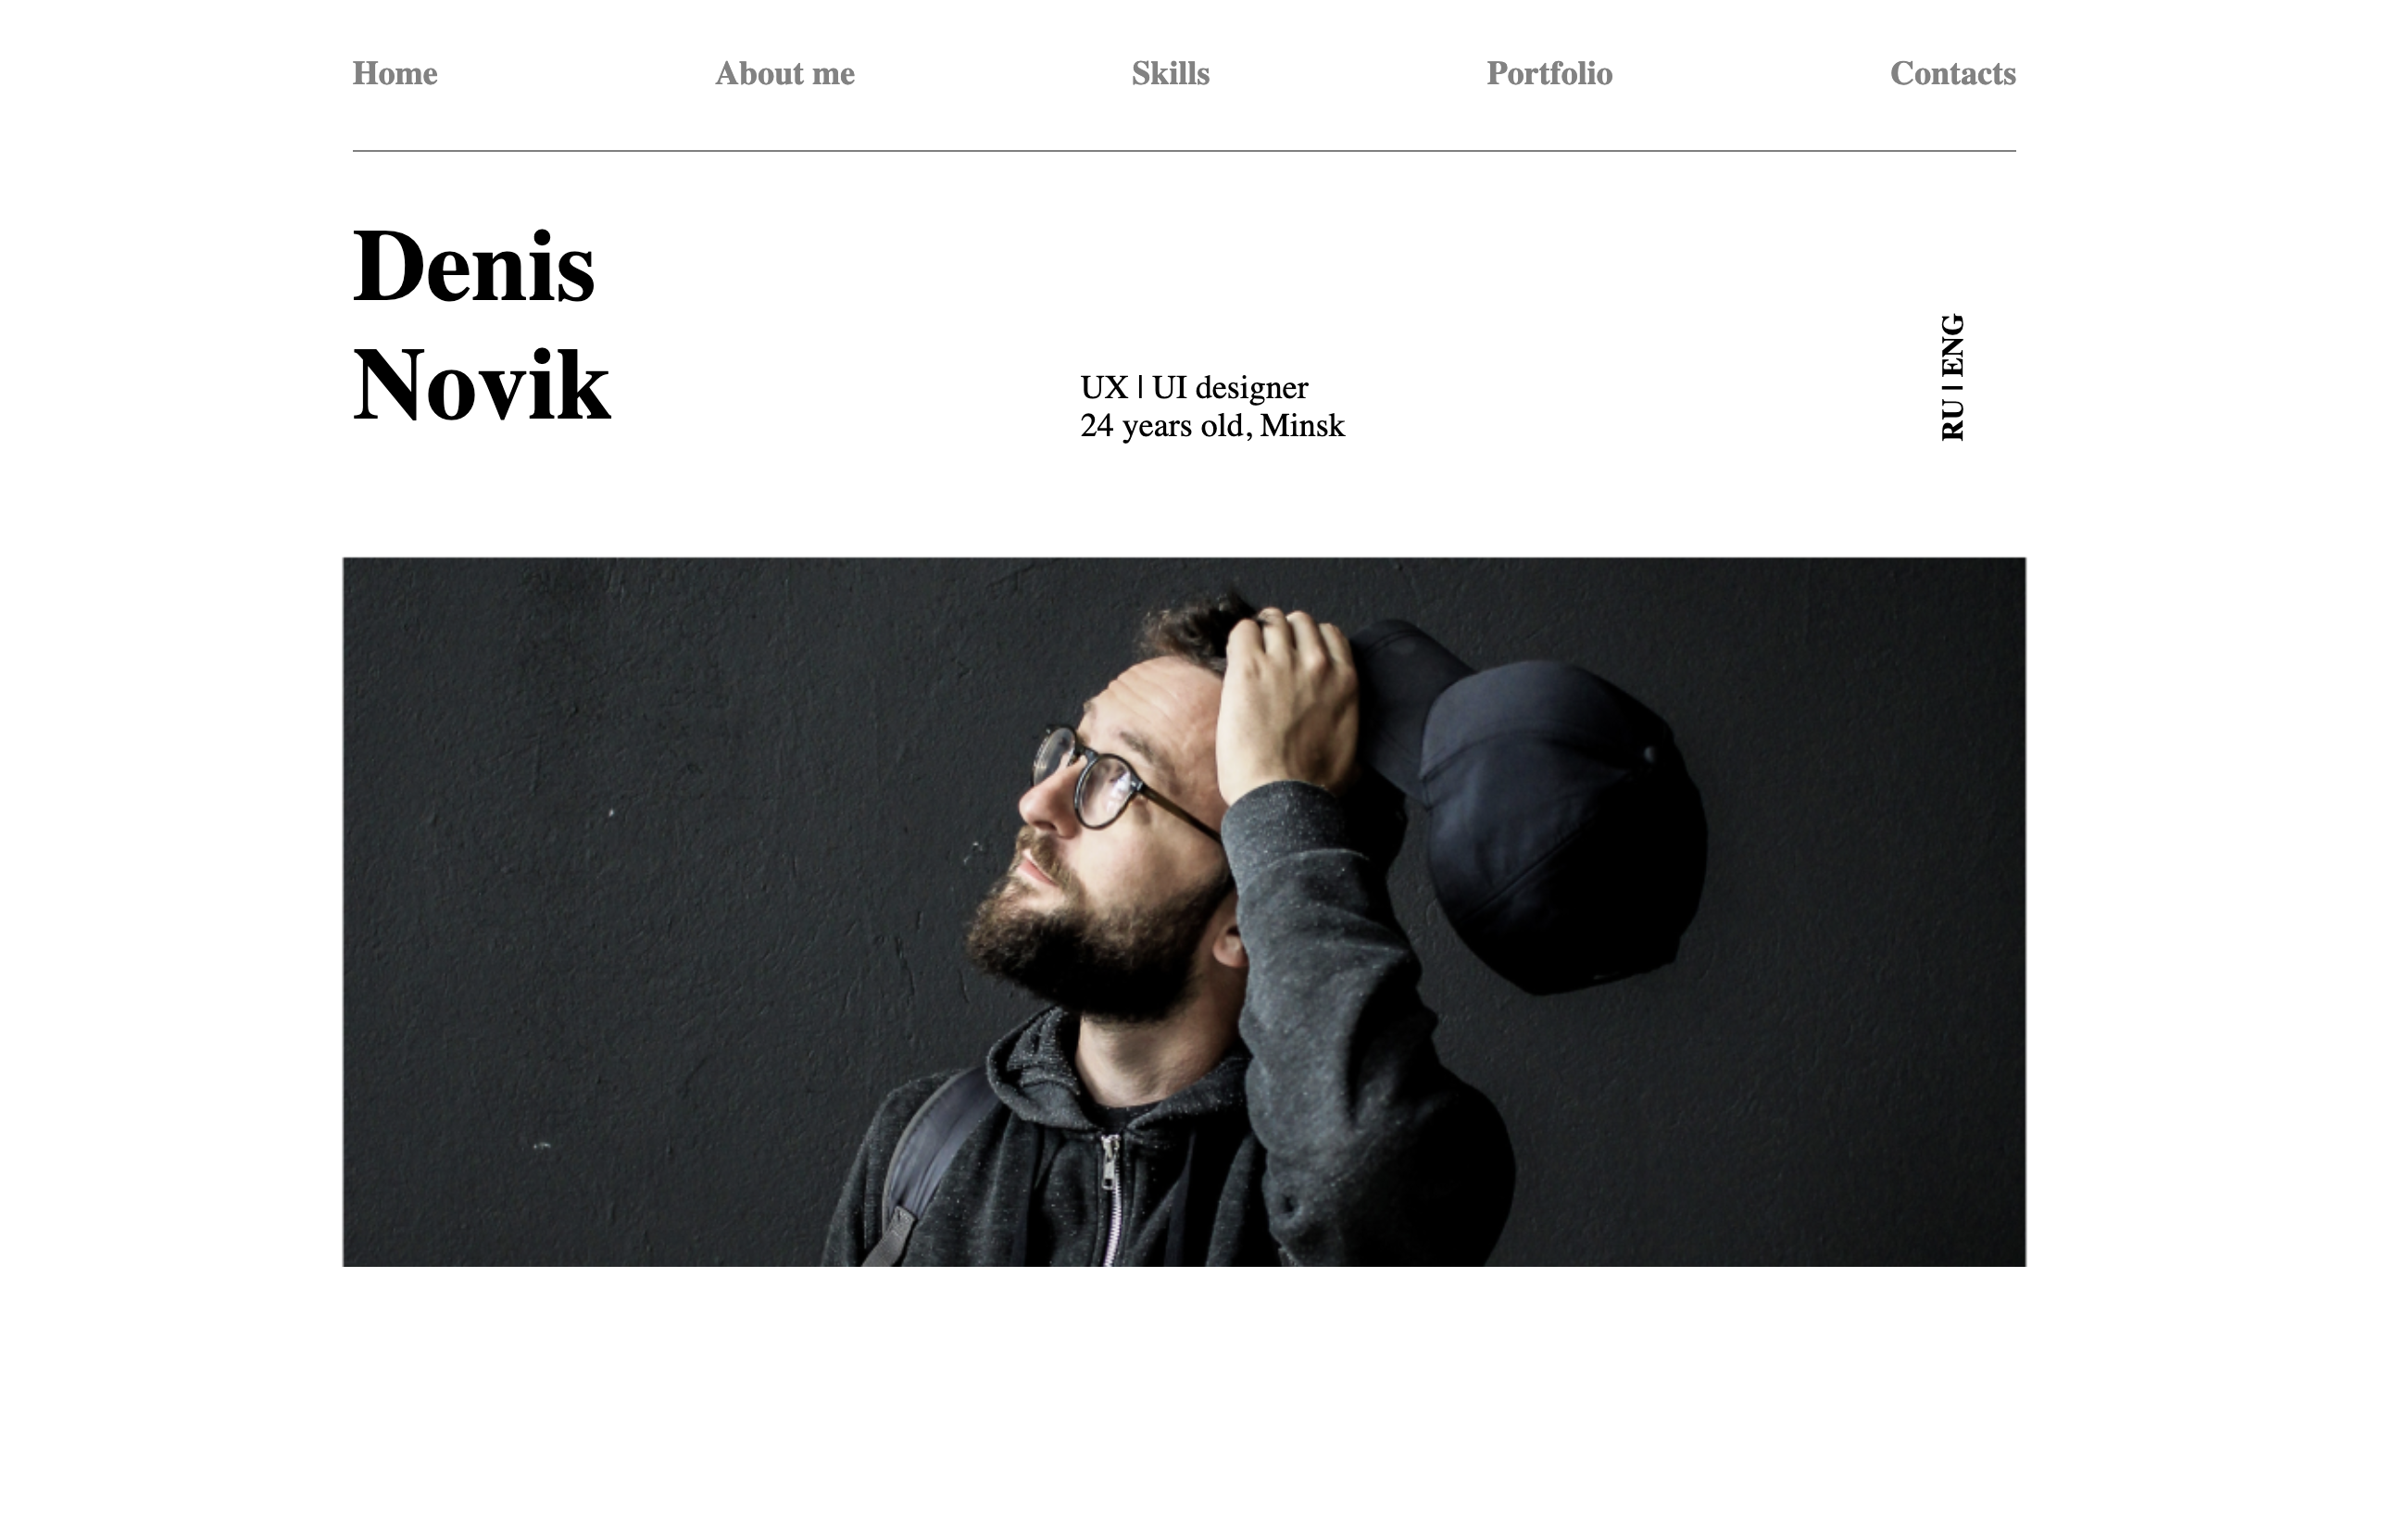 Home About me Skills Portfolio Contacts
Denis
Novik
UX | UI designer
24 years old, Minsk
RU | ENG